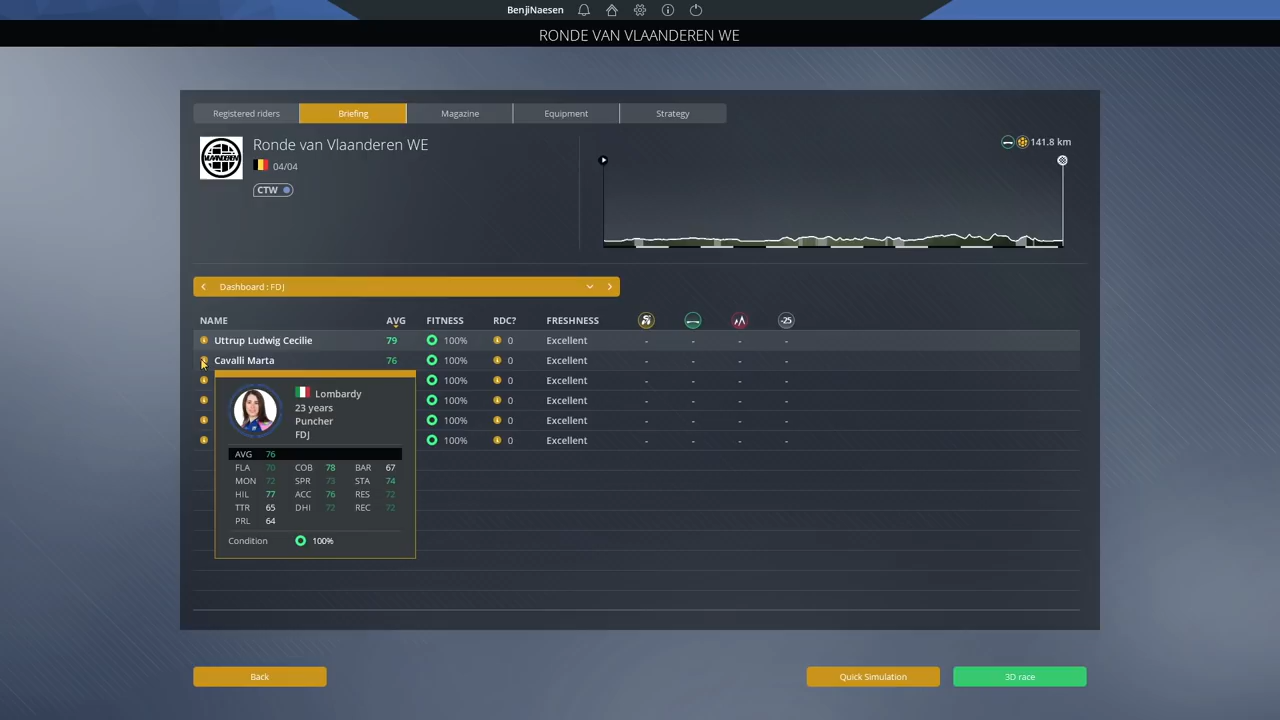 BenjiNaesen
RONDE VAN VLAANDEREN WE
Registered riders Briefing Magazine Equipment Strategy
VLAANDEREN
Ronde van Vlaanderen WE
04/04
CTW
141.8 km
Dashboard : FDJ
NAME AVG FITNESS RDC? FRESHNESS -25
Uttrup Ludwig Cecilie 79 100% 0 Excellent - - - -
Cavalli Marta 76 100% 0 Excellent - - - -
100% 0 Excellent - - - -
100% 0 Excellent - - - -
100% 0 Excellent - - - -
100% 0 Excellent - - - -
Lombardy
23 years
Puncher
FDJ
AVG 76
FLA 70 COB 78 BAR 67
MON 72 SPR 73 STA 74
HIL 77 ACC 76 RES 72
TTR 65 DHI 72 REC 72
PRL 64
Condition 100%
Back Quick Simulation 3D race